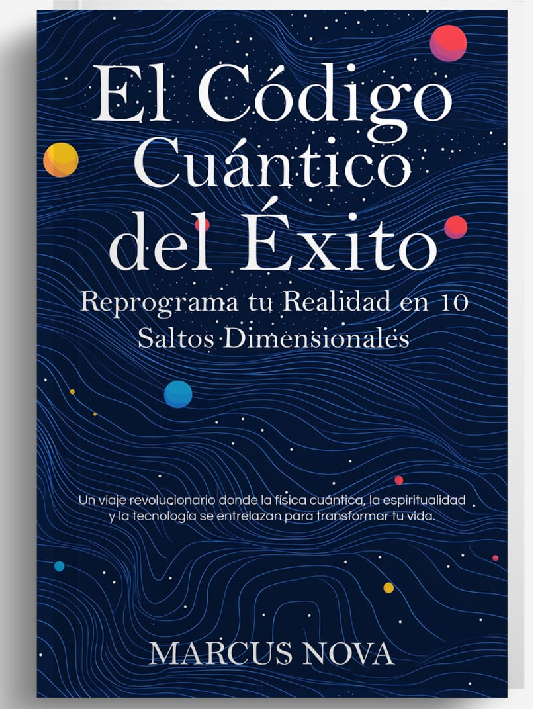 El Código
Cuántico
del Éxito
Reprograma tu Realidad en 10
Saltos Dimensionales
Un viaje revolucionario donde la física cuántica, la espiritualidad
y la tecnología se entrelazan para transformar tu vida.
MARCUS NOVA